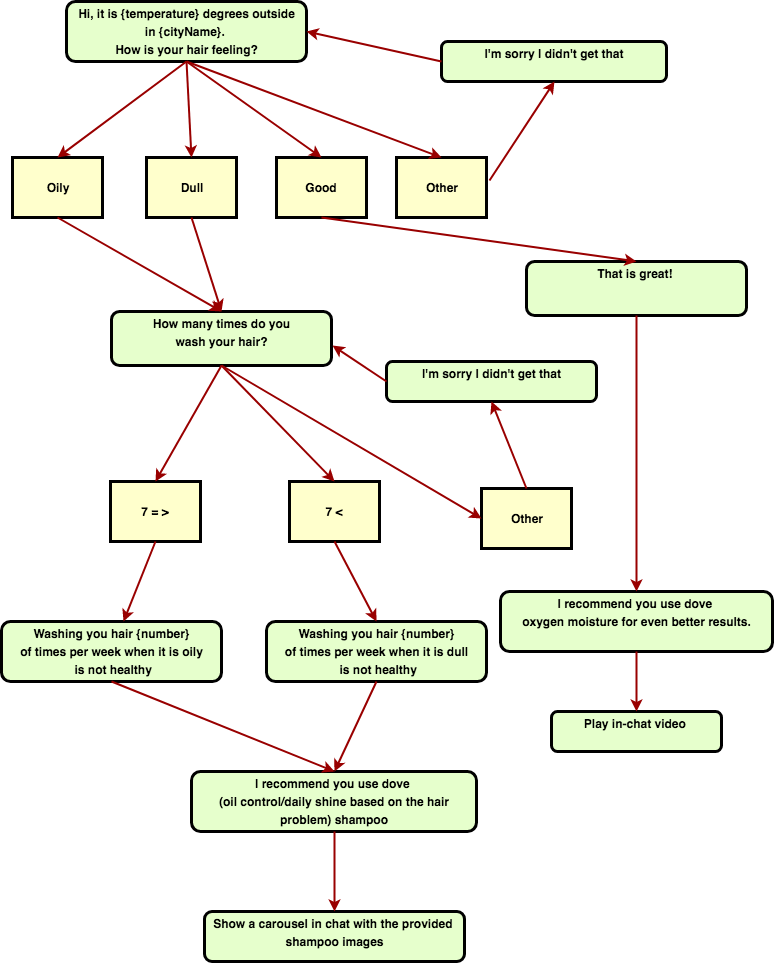 Hi, it is {temperature} degrees outside
in {cityName}.
How is your hair feeling?
I'm sorry I didn't get that
Oily
Dull
Good
Other
That is great!
How many times do you
wash your hair?
I'm sorry I didn't get that
7 = >
7 <
Other
I recommend you use dove
oxygen moisture for even better results.
Washing you hair {number}
of times per week when it is oily
is not healthy
Washing you hair {number}
of times per week when it is dull
is not healthy
Play in-chat video
I recommend you use dove
(oil control/daily shine based on the hair
problem) shampoo
Show a carousel in chat with the provided
shampoo images